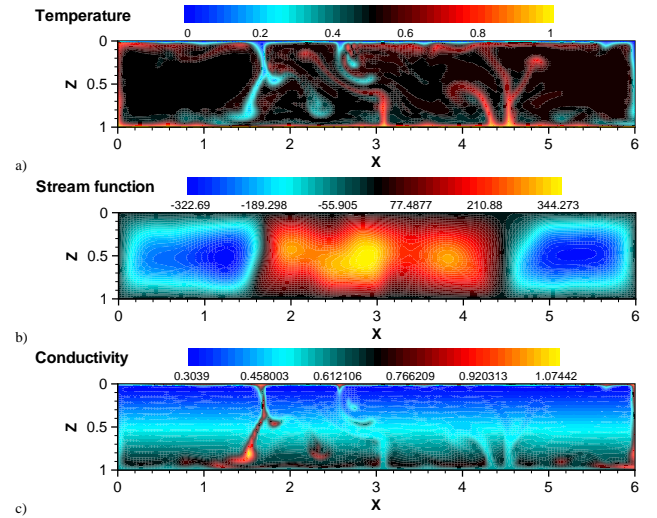 Temperature
0 0.2 0.4 0.6 0.8 1
0
0.5
1
Z
0 1 2 3 4 5 6
X
a)
Stream function
-322.69 -189.298 -55.905 77.4877 210.88 344.273
0
0.5
1
Z
0 1 2 3 4 5 6
X
b)
Conductivity
0.3039 0.458003 0.612106 0.766209 0.920313 1.07442
0
0.5
1
Z
0 1 2 3 4 5 6
X
c)